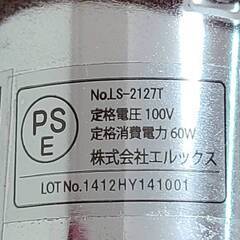 No.LS-2127T
PS
E
定格電圧 100V
定格消費電力 60W
株式会社エルックス
LOT No.1412HY141001